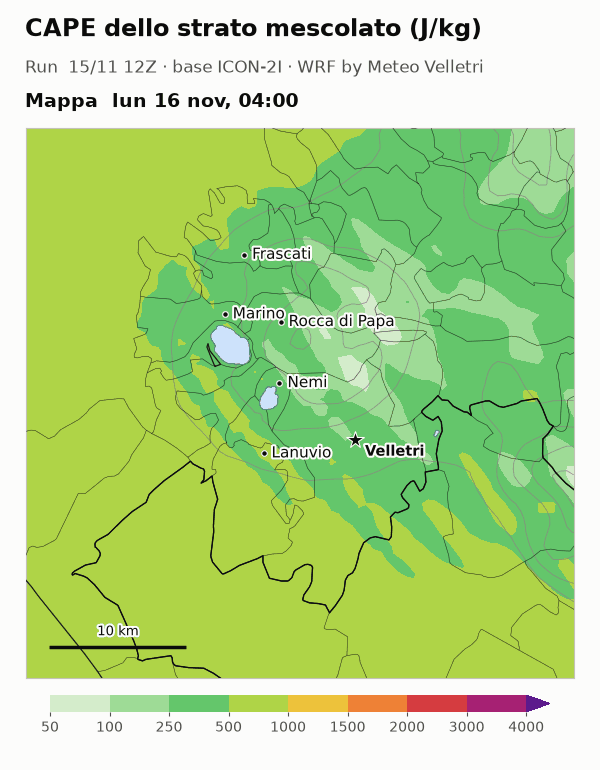 CAPE dello strato mescolato (J/kg)
Run  15/11 12Z · base ICON-2I · WRF by Meteo Velletri
Mappa  lun 16 nov, 04:00
Frascati
Marino
Rocca di Papa
Nemi
Velletri
Lanuvio
10 km
50 100 250 500 1000 1500 2000 3000 4000